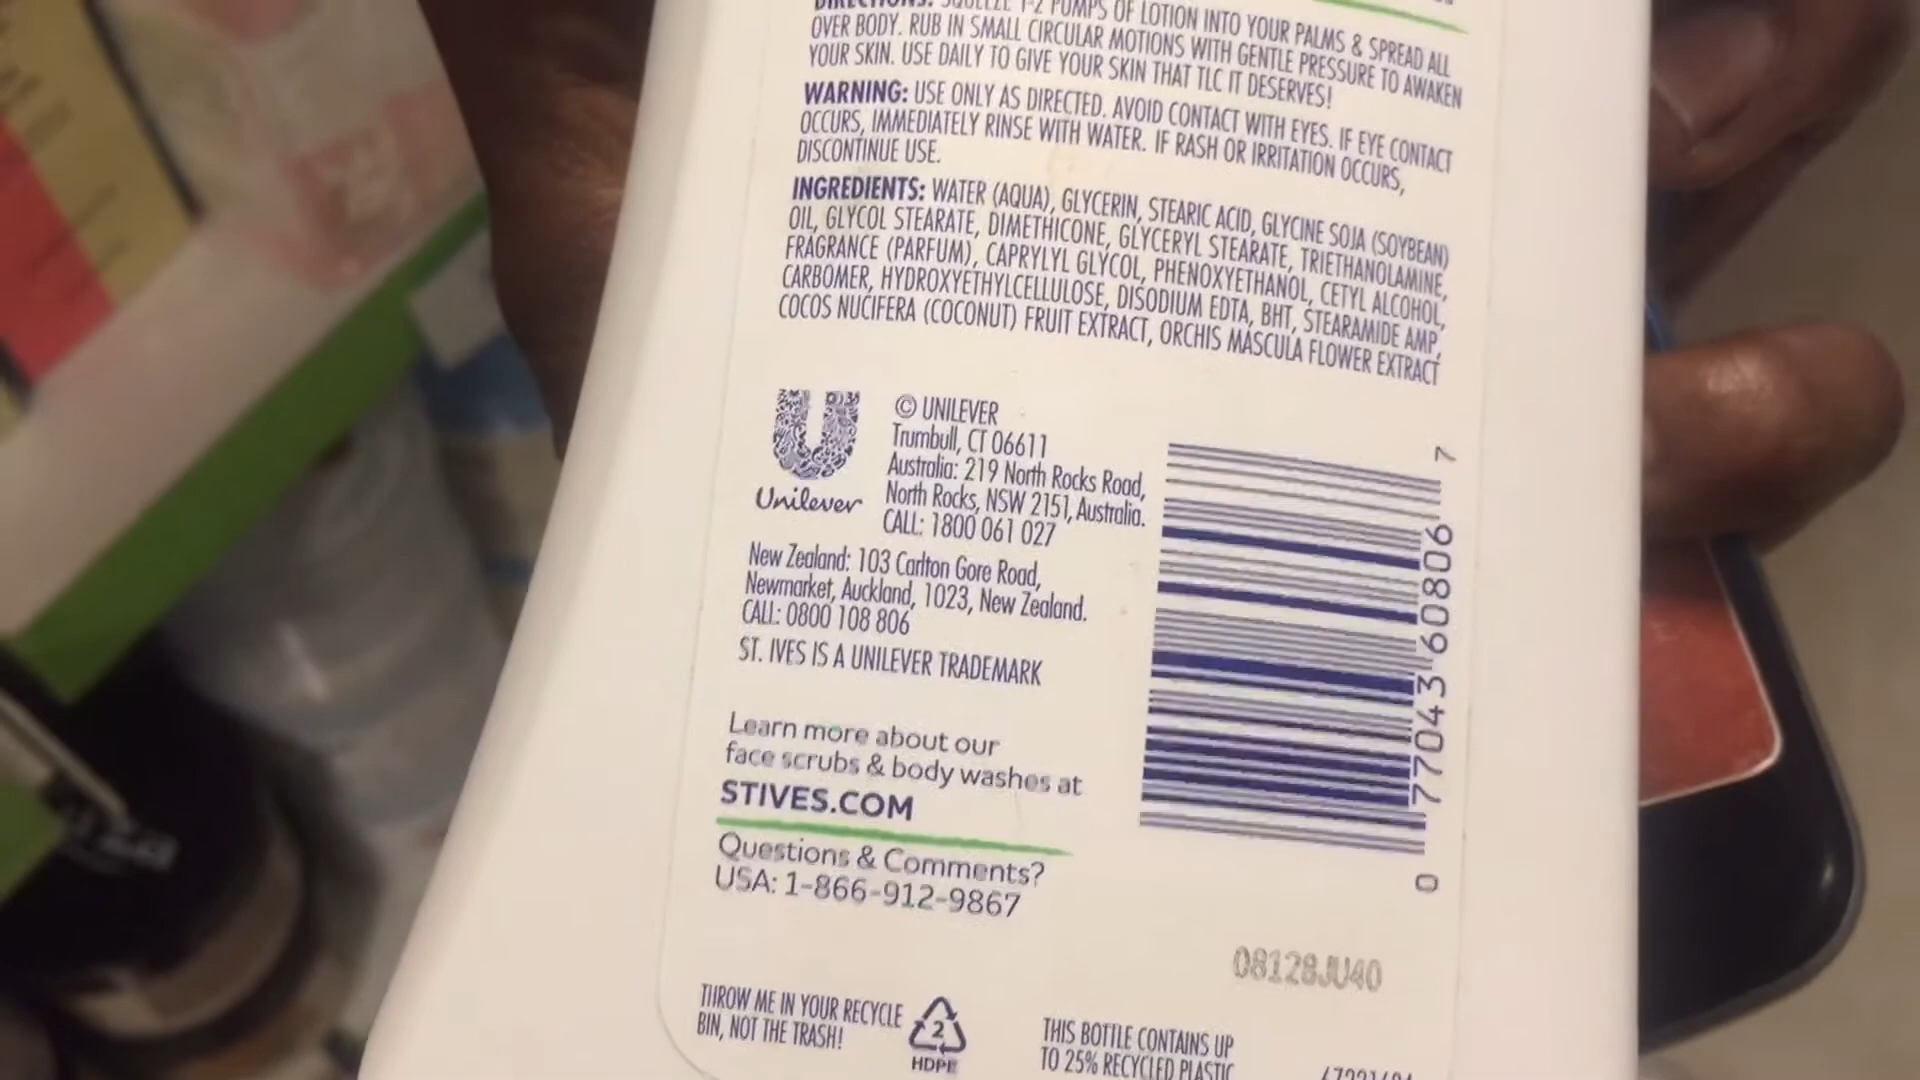 DIRECTIONS: SQUEEZE 1-2 PUMPS OF LOTION INTO YOUR PALMS & SPREAD ALL
OVER BODY. RUB IN SMALL CIRCULAR MOTIONS WITH GENTLE PRESSURE TO AWAKEN
YOUR SKIN. USE DAILY TO GIVE YOUR SKIN THAT TLC IT DESERVES!
WARNING: USE ONLY AS DIRECTED. AVOID CONTACT WITH EYES. IF EYE CONTACT
OCCURS, IMMEDIATELY RINSE WITH WATER. IF RASH OR IRRITATION OCCURS,
DISCONTINUE USE.
INGREDIENTS: WATER (AQUA), GLYCERIN, STEARIC ACID, GLYCINE SOJA (SOYBEAN)
OIL, GLYCOL STEARATE, DIMETHICONE, GLYCERYL STEARATE, TRIETHANOLAMINE,
FRAGRANCE (PARFUM), CAPRYLYL GLYCOL, PHENOXYETHANOL, CETYL ALCOHOL,
CARBOMER, HYDROXYETHYLCELLULOSE, DISODIUM EDTA, BHT, STEARAMIDE AMP,
COCOS NUCIFERA (COCONUT) FRUIT EXTRACT, ORCHIS MASCULA FLOWER EXTRACT
Unilever
© UNILEVER
Trumbull, CT 06611
Australia: 219 North Rocks Road,
North Rocks, NSW 2151, Australia.
CALL: 1800 061 027
New Zealand: 103 Carlton Gore Road,
Newmarket, Auckland, 1023, New Zealand.
CALL: 0800 108 806
ST. IVES IS A UNILEVER TRADEMARK
0 77043 60806 7
Learn more about our
face scrubs & body washes at
STIVES.COM
Questions & Comments?
USA: 1-866-912-9867
08128JU40
THROW ME IN YOUR RECYCLE
BIN, NOT THE TRASH!
2
HDPE
THIS BOTTLE CONTAINS UP
TO 25% RECYCLED PLASTIC